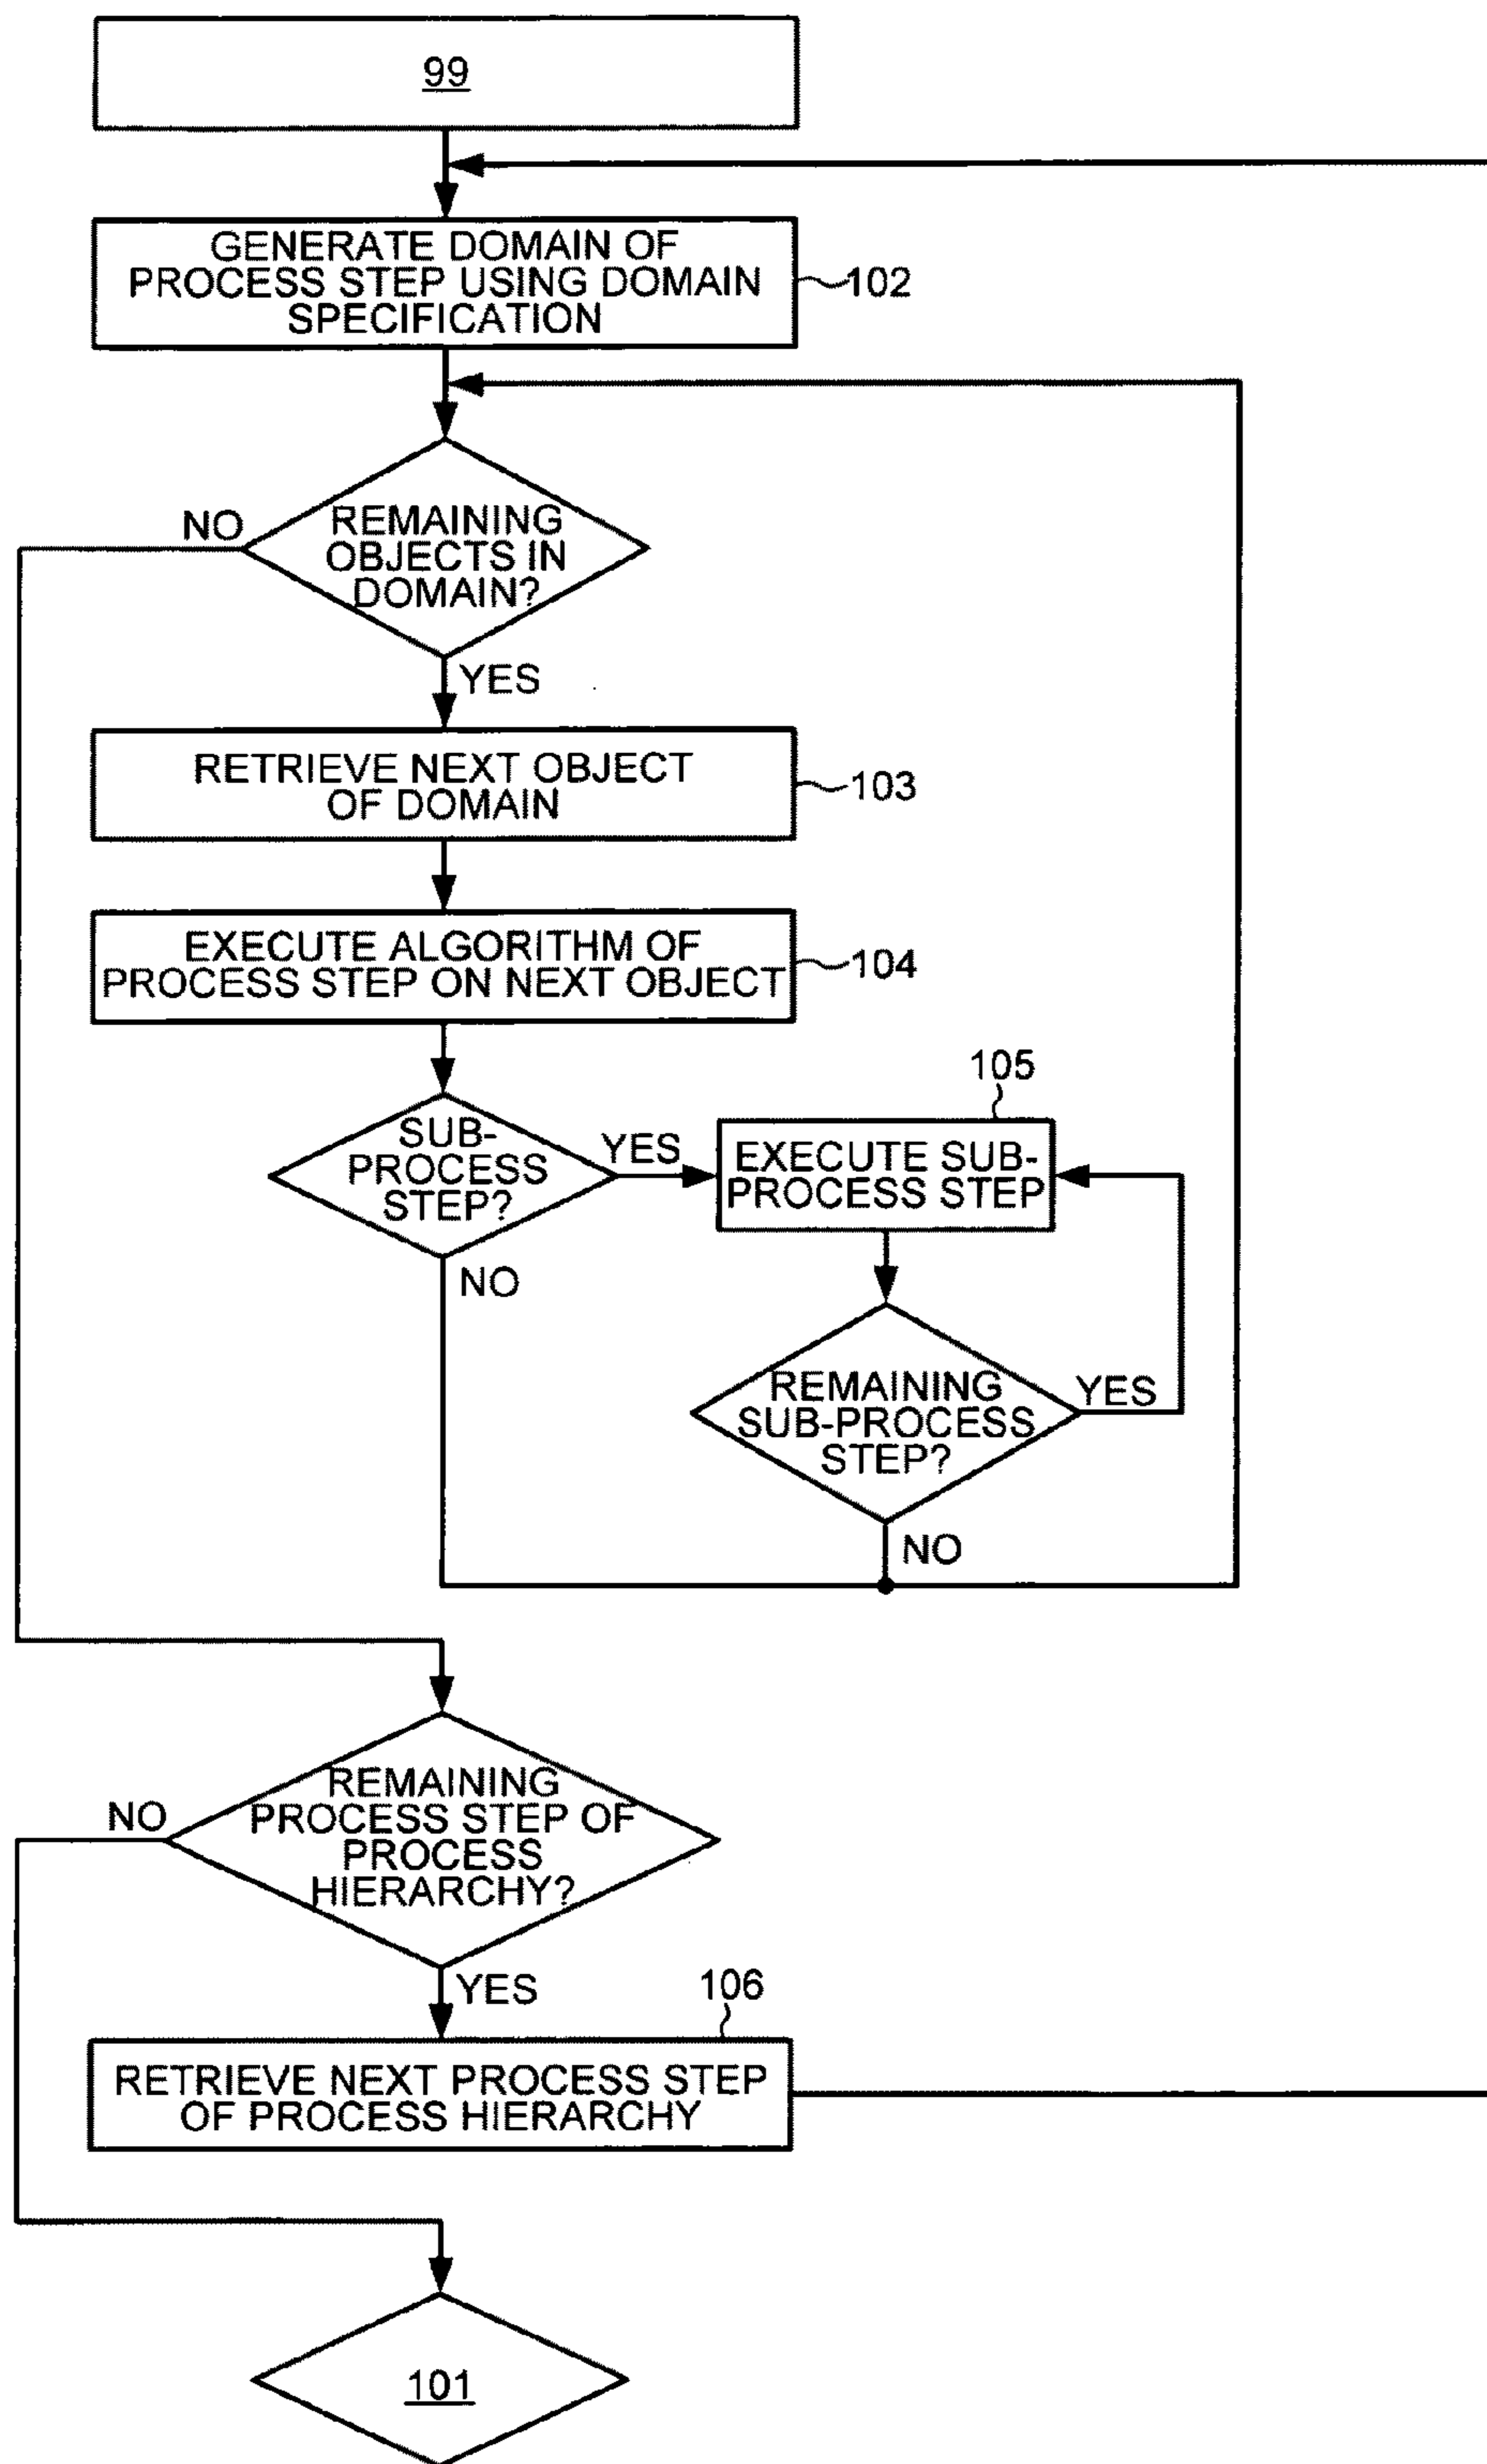 99
GENERATE DOMAIN OF
PROCESS STEP USING DOMAIN
SPECIFICATION
102
NO
REMAINING
OBJECTS IN
DOMAIN?
YES
RETRIEVE NEXT OBJECT
OF DOMAIN
103
EXECUTE ALGORITHM OF
PROCESS STEP ON NEXT OBJECT
104
SUB-
PROCESS
STEP?
YES
NO
105
EXECUTE SUB-
PROCESS STEP
REMAINING
SUB-PROCESS
STEP?
YES
NO
NO
REMAINING
PROCESS STEP OF
PROCESS
HIERARCHY?
YES
106
RETRIEVE NEXT PROCESS STEP
OF PROCESS HIERARCHY
101